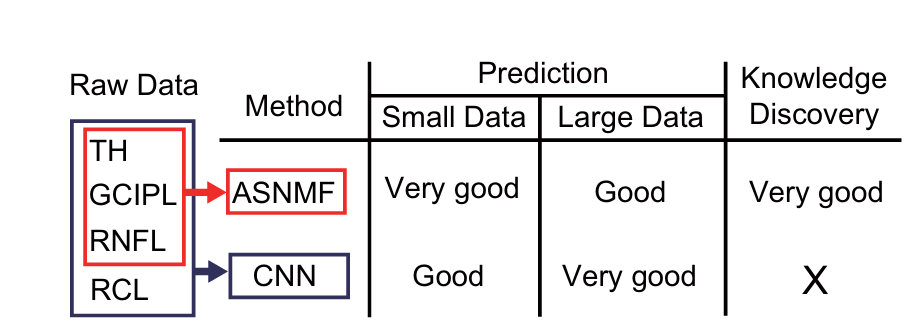 Raw Data
Method
Prediction
Knowledge
Discovery
Small Data
Large Data
TH
GCIPL
RNFL
RCL
ASNMF
Very good
Good
Very good
CNN
Good
Very good
X